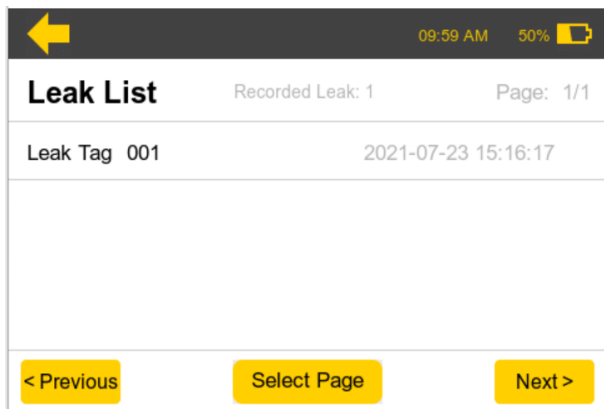 09:59 AM 50%
Leak List Recorded Leak: 1 Page: 1/1
Leak Tag 001 2021-07-23 15:16:17
< Previous Select Page Next >